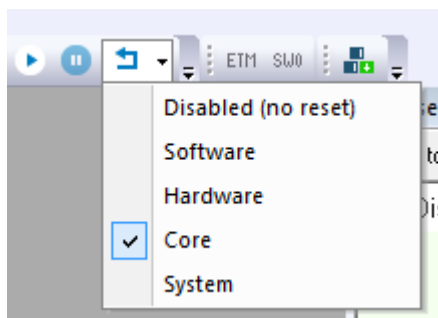 ETM SWO
Disabled (no reset)
Software
Hardware
Core
System